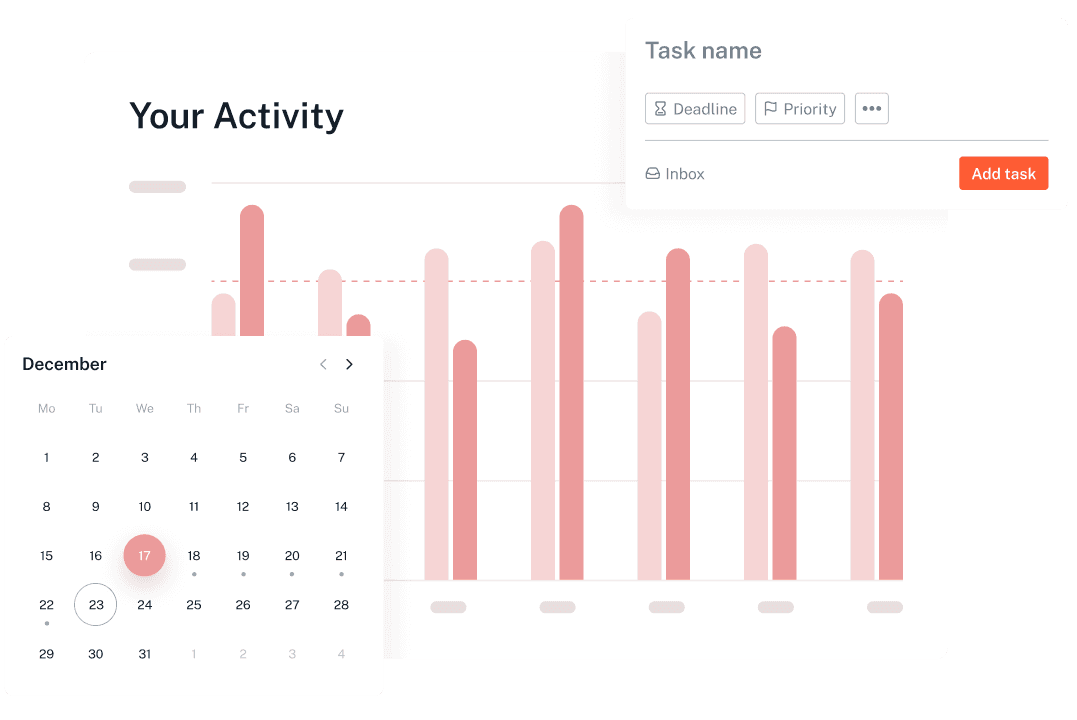 Task name
Deadline Priority •••
Inbox Add task
Your Activity
December
Mo Tu We Th Fr Sa Su
1 2 3 4 5 6 7
8 9 10 11 12 13 14
15 16 17 18 19 20 21
22 23 24 25 26 27 28
29 30 31 1 2 3 4